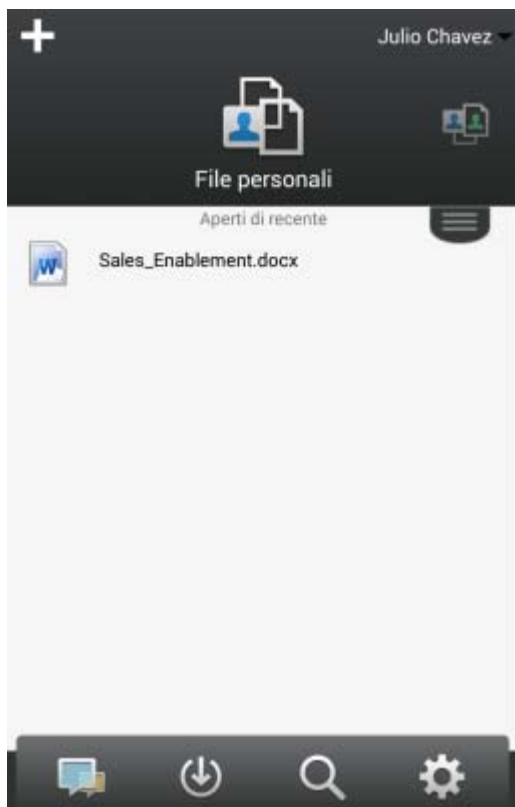 Julio Chavez
File personali
Aperti di recente
Sales_Enablement.docx